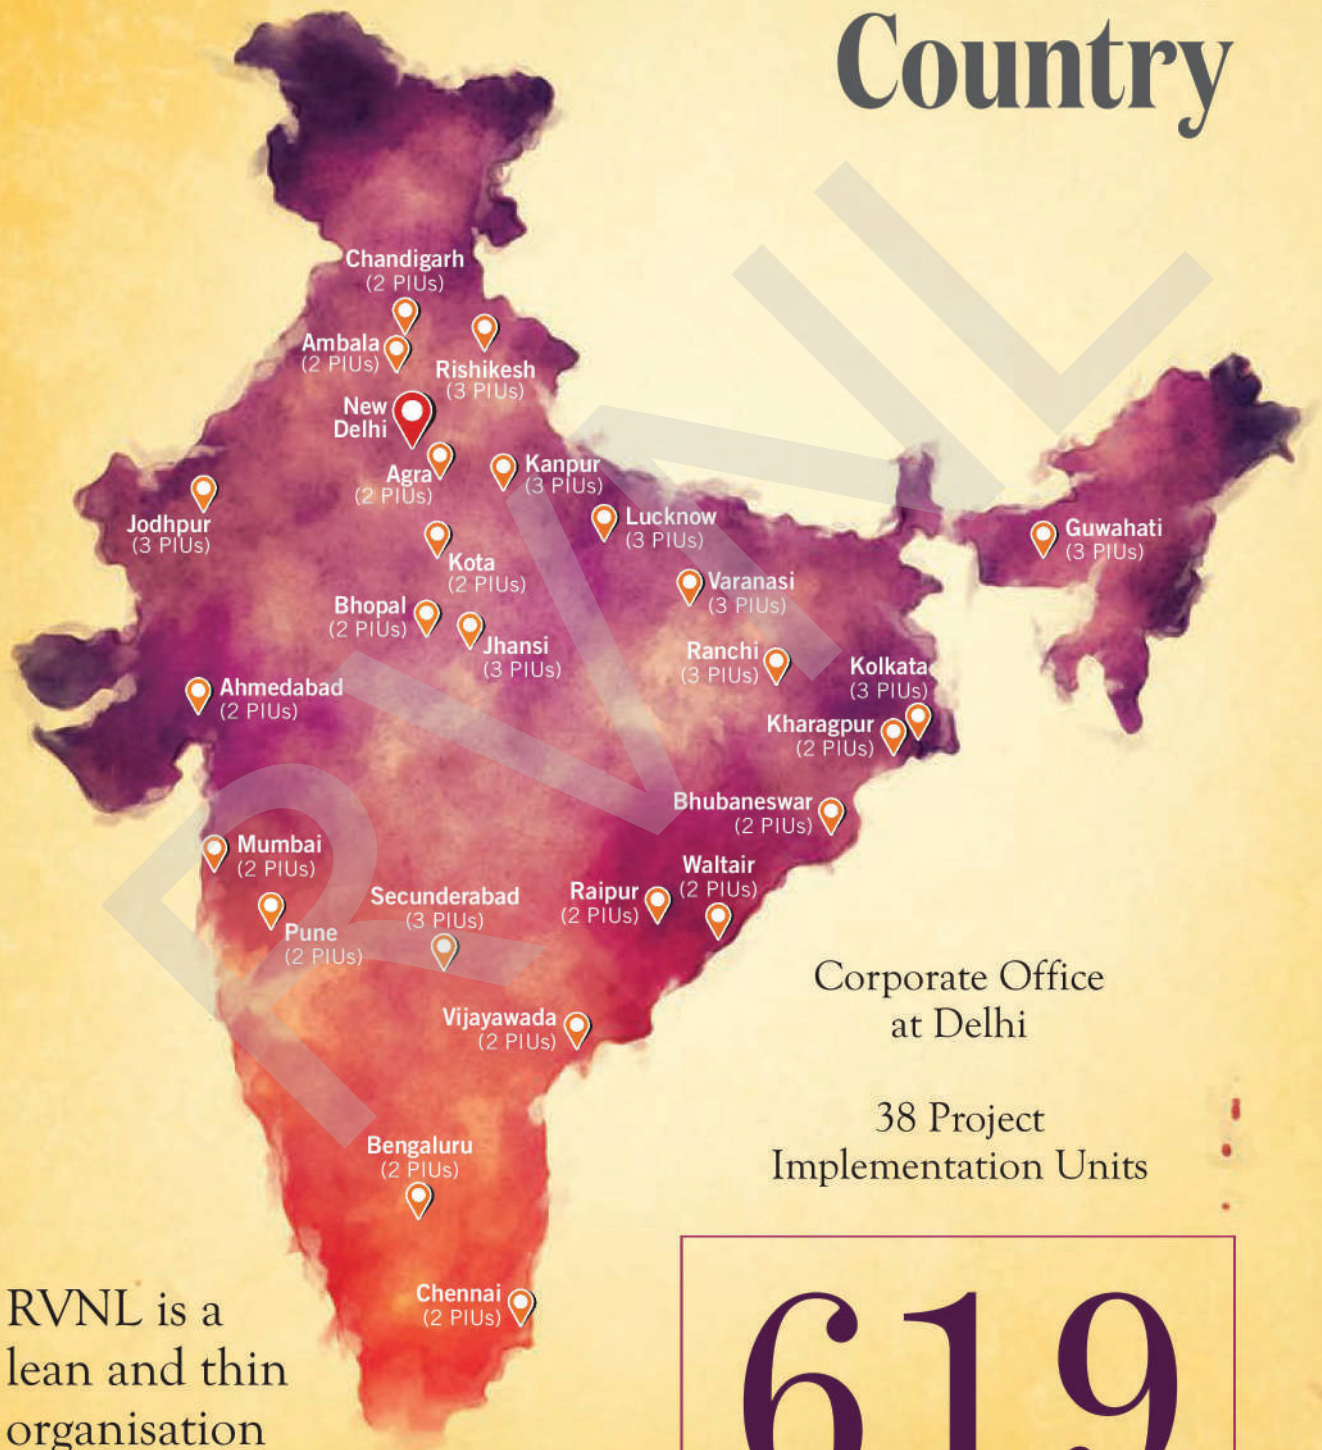 Country
Chandigarh
(2 PIUs)
Ambala
(2 PIUs)
Rishikesh
(3 PIUs)
New
Delhi
Agra
(2 PIUs)
Kanpur
(3 PIUs)
Jodhpur
(3 PIUs)
Lucknow
(3 PIUs)
Guwahati
(3 PIUs)
Kota
(2 PIUs)
Varanasi
(3 PIUs)
Bhopal
(2 PIUs)
Jhansi
(3 PIUs)
Ranchi
(3 PIUs)
Kolkata
(3 PIUs)
Ahmedabad
(2 PIUs)
Kharagpur
(2 PIUs)
Bhubaneswar
(2 PIUs)
Mumbai
(2 PIUs)
Waltair
(2 PIUs)
Secunderabad
(3 PIUs)
Raipur
(2 PIUs)
Pune
(2 PIUs)
Vijayawada
(2 PIUs)
Bengaluru
(2 PIUs)
Chennai
(2 PIUs)
Corporate Office
at Delhi
38 Project
Implementation Units
RVNL is a
lean and thin
organisation
619
RVNL